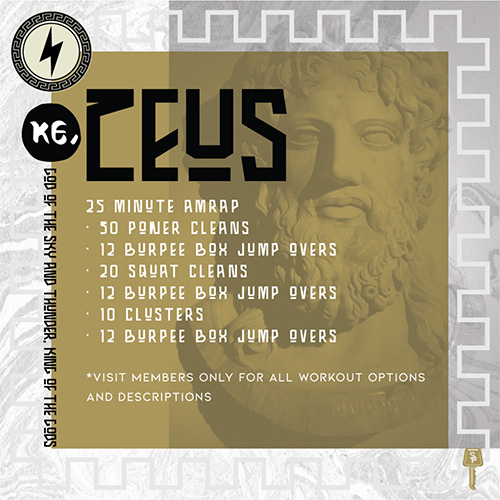 K6,
ZEUS
GOD OF THE SKY AND THUNDER, KING OF THE GODS
25 MINUTE AMRAP
· 50 POWER CLEANS
· 12 BURPEE BOX JUMP OVERS
· 20 SQUAT CLEANS
· 12 BURPEE BOX JUMP OVERS
· 10 CLUSTERS
· 12 BURPEE BOX JUMP OVERS
*VISIT MEMBERS ONLY FOR ALL WORKOUT OPTIONS
AND DESCRIPTIONS